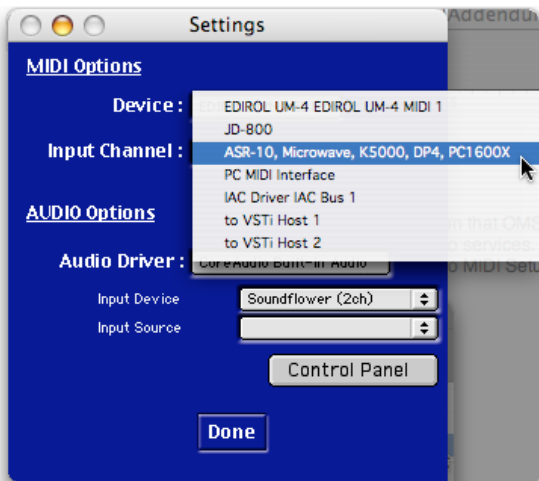 Settings
Addendu
MIDI Options
Device :
EDIROL UM-4 EDIROL UM-4 MIDI 1
JD-800
Input Channel :
ASR-10, Microwave, K5000, DP4, PC1600X
PC MIDI Interface
IAC Driver IAC Bus 1
AUDIO Options
to VSTi Host 1
n that OMS
to VSTi Host 2
o services.
Audio Driver :
CoreAudio Built-in Audio
o MIDI Setu
Input Device
Soundflower (2ch)
Input Source
Control Panel
Done